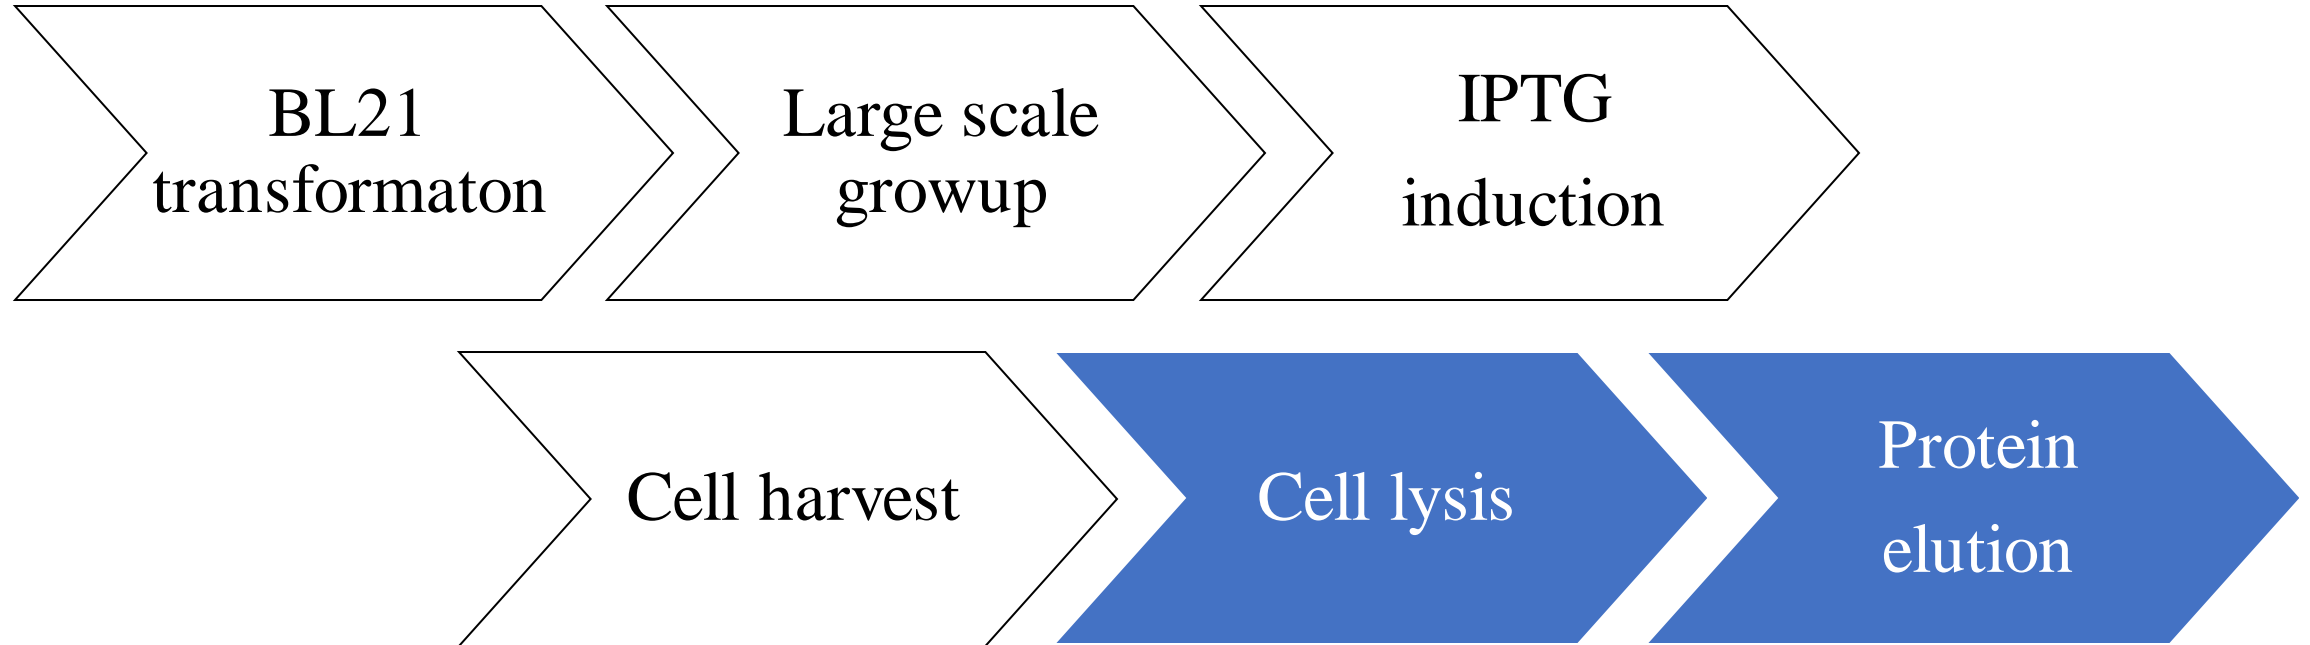 BL21
transformaton
Large scale
growup
IPTG
induction
Cell harvest
Cell lysis
Protein
elution